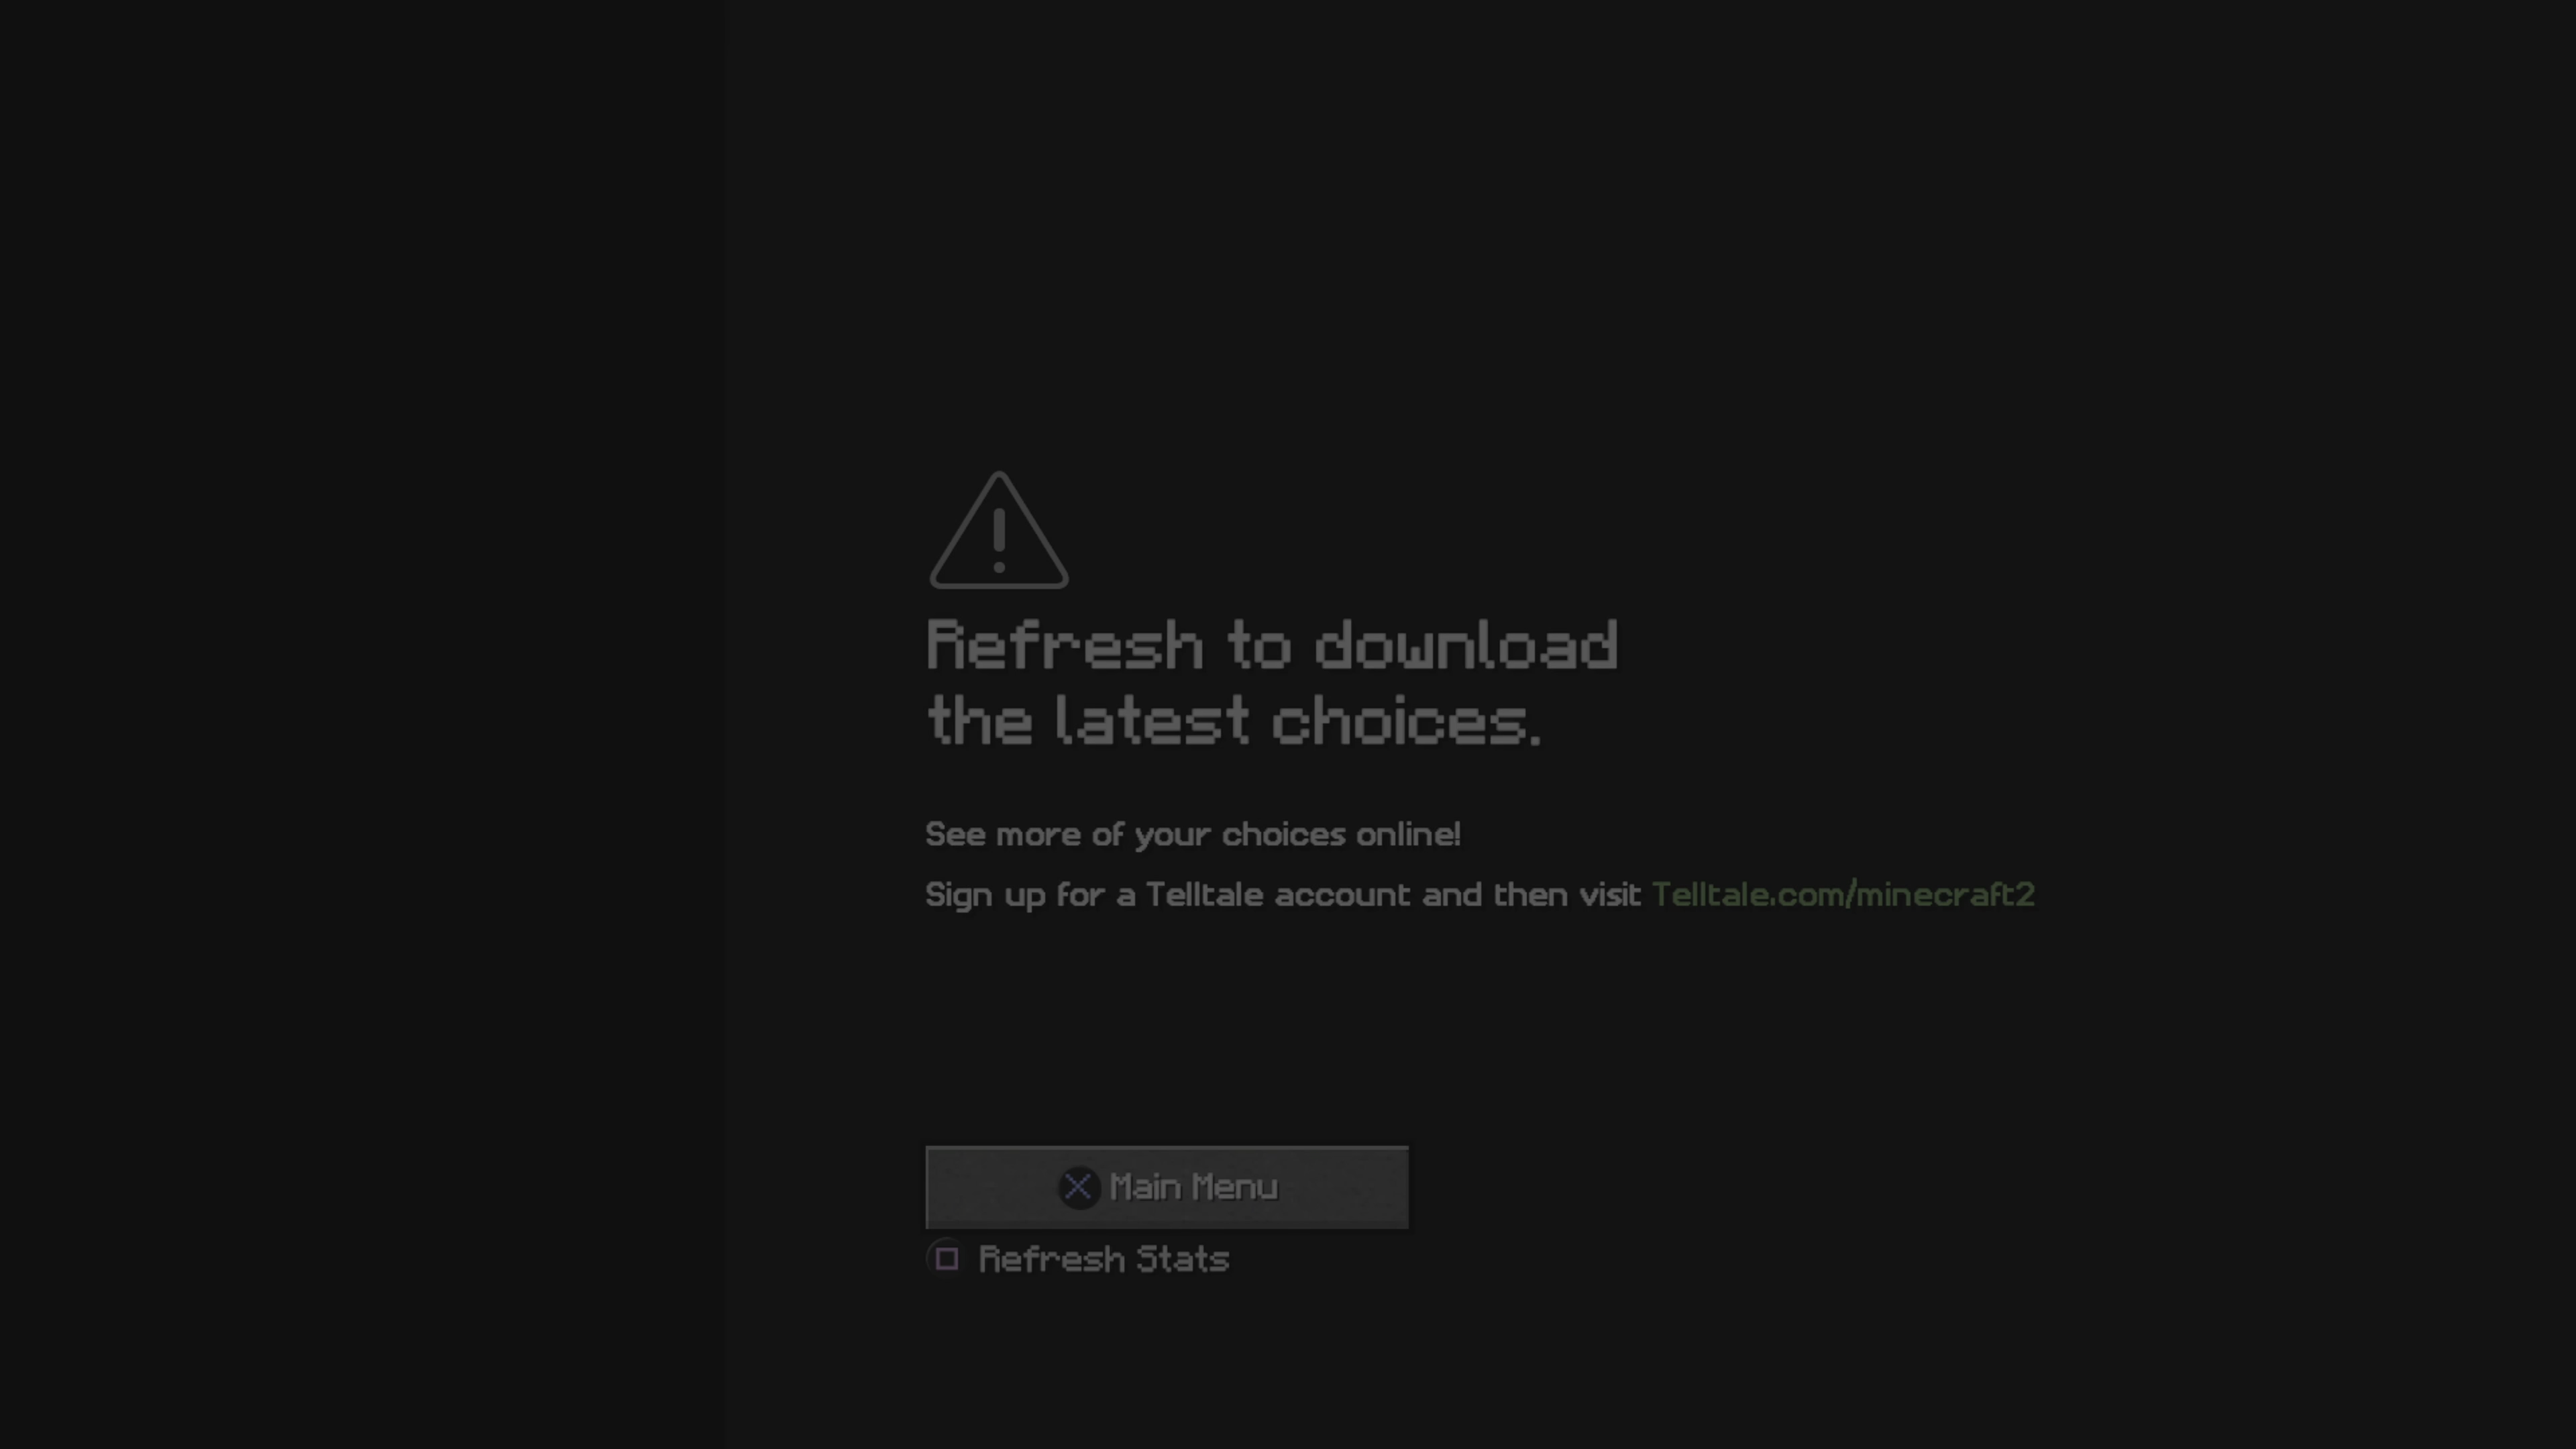 Refresh to download
the latest choices.
See more of your choices online!
Sign up for a Telltale account and then visit Telltale.com/minecraft2
Main Menu
Refresh Stats